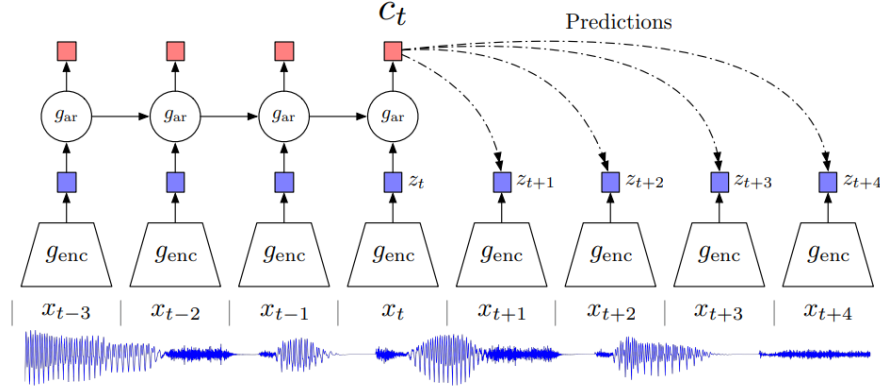 c_t
Predictions
g_ar g_ar g_ar g_ar
z_t z_{t+1} z_{t+2} z_{t+3} z_{t+4}
g_enc g_enc g_enc g_enc g_enc g_enc g_enc g_enc
| x_{t-3} | x_{t-2} | x_{t-1} | x_t | x_{t+1} | x_{t+2} | x_{t+3} | x_{t+4}